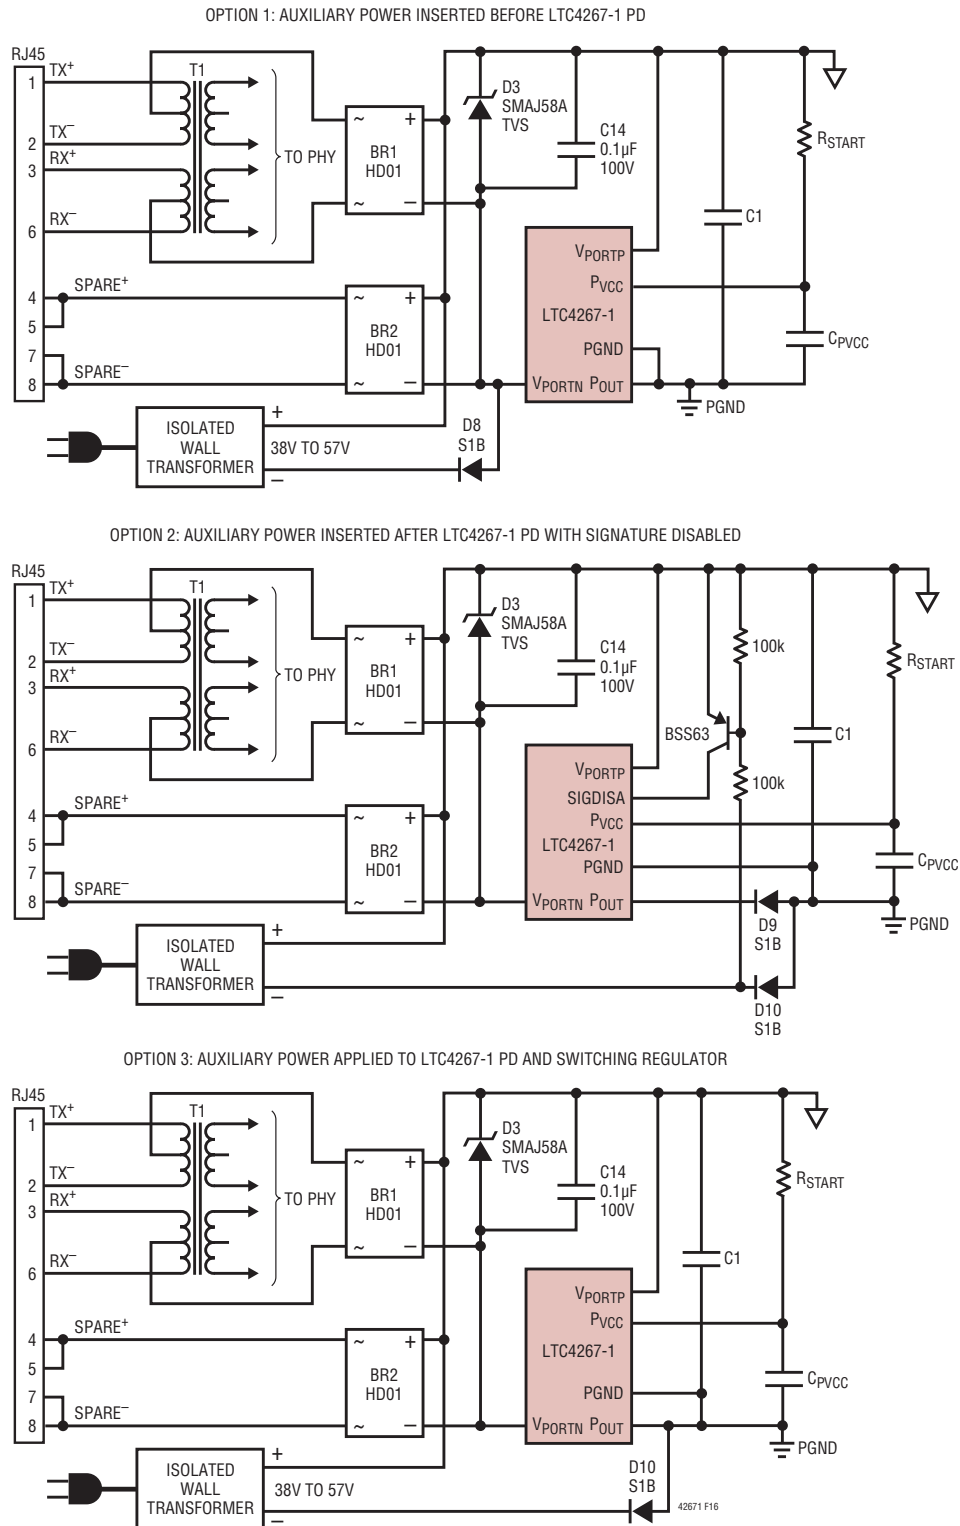 OPTION 1: AUXILIARY POWER INSERTED BEFORE LTC4267-1 PD
RJ45
1
TX+
2
TX–
3
RX+
6
RX–
4
SPARE+
5
7
8
SPARE–
T1
TO PHY
~ +
BR1
HD01
~ –
~ +
BR2
HD01
~ –
D3
SMAJ58A
TVS
C14
0.1µF
100V
VPORTP
PVCC
LTC4267-1
PGND
VPORTN POUT
C1
RSTART
CPVCC
PGND
ISOLATED
WALL
TRANSFORMER
+
38V TO 57V
–
D8
S1B
OPTION 2: AUXILIARY POWER INSERTED AFTER LTC4267-1 PD WITH SIGNATURE DISABLED
RJ45
1
TX+
2
TX–
3
RX+
6
RX–
4
SPARE+
5
7
8
SPARE–
T1
TO PHY
~ +
BR1
HD01
~ –
~ +
BR2
HD01
~ –
D3
SMAJ58A
TVS
C14
0.1µF
100V
100k
BSS63
100k
VPORTP
SIGDISA
PVCC
LTC4267-1
PGND
VPORTN POUT
C1
RSTART
CPVCC
PGND
D9
S1B
D10
S1B
ISOLATED
WALL
TRANSFORMER
+
–
OPTION 3: AUXILIARY POWER APPLIED TO LTC4267-1 PD AND SWITCHING REGULATOR
RJ45
1
TX+
2
TX–
3
RX+
6
RX–
4
SPARE+
5
7
8
SPARE–
T1
TO PHY
~ +
BR1
HD01
~ –
~ +
BR2
HD01
~ –
D3
SMAJ58A
TVS
C14
0.1µF
100V
VPORTP
PVCC
LTC4267-1
PGND
VPORTN POUT
C1
RSTART
CPVCC
PGND
ISOLATED
WALL
TRANSFORMER
+
38V TO 57V
–
D10
S1B
42671 F16